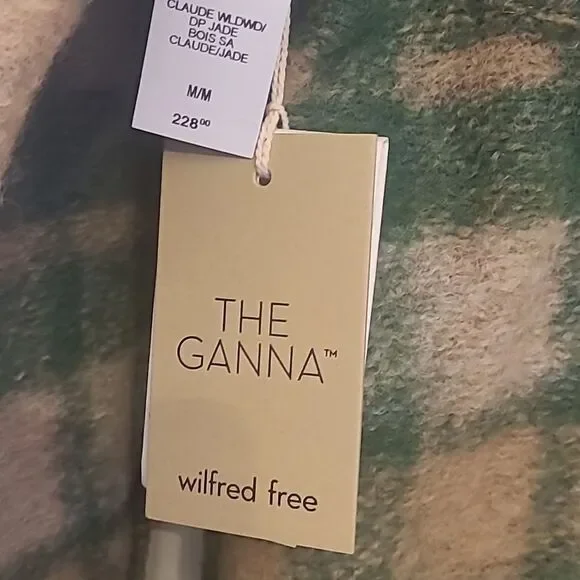 CLAUDE WLDWD/
DP JADE
BOIS SA
CLAUDE/JADE
M/M
228⁰⁰
THE
GANNA™
wilfred free